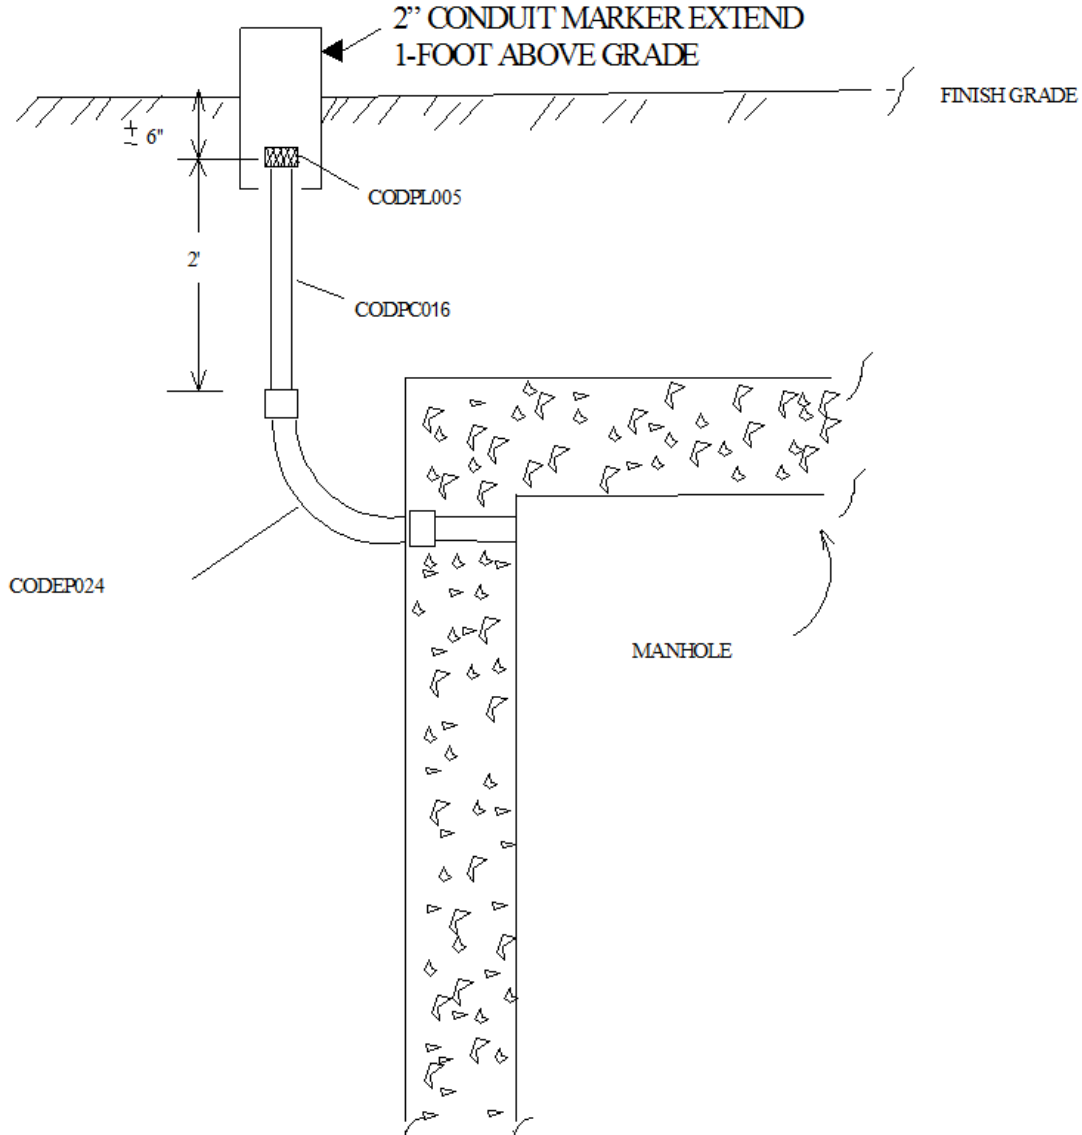 2” CONDUIT MARKER EXTEND
1-FOOT ABOVE GRADE
FINISH GRADE
± 6"
CODPL005
2'
CODPC016
CODEP024
MANHOLE